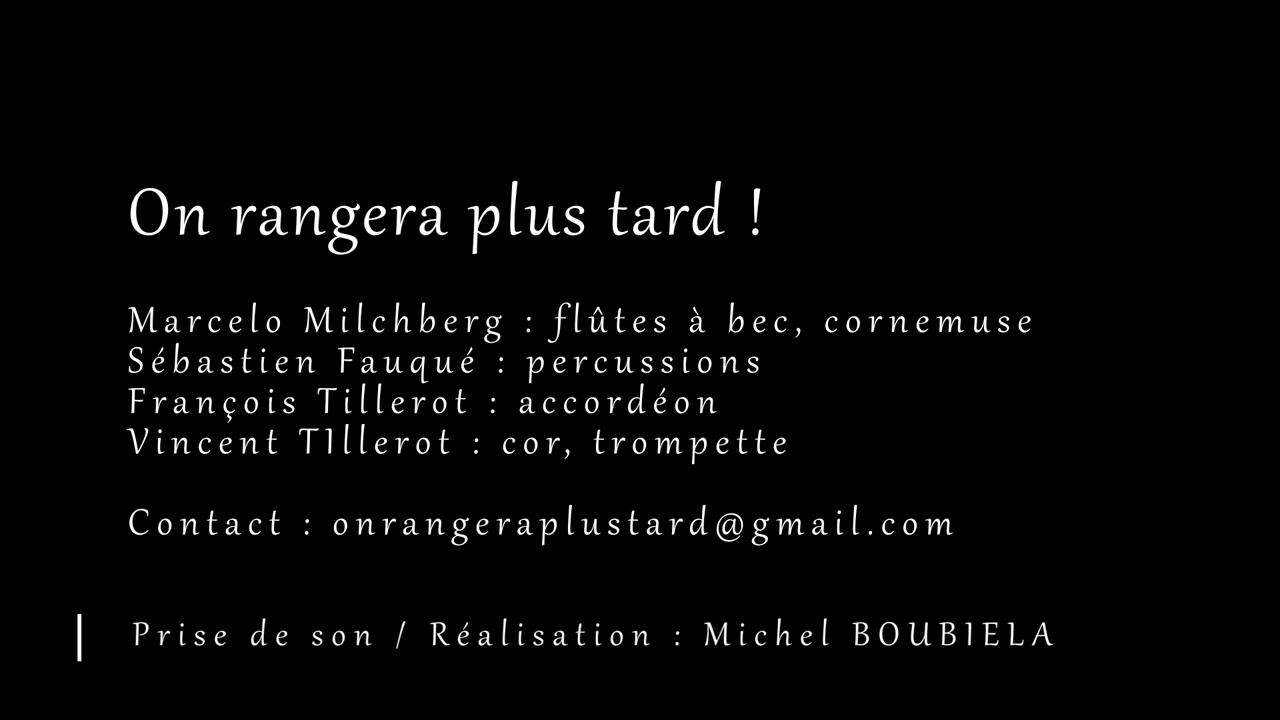 On rangera plus tard !
Marcelo Milchberg : flûtes à bec, cornemuse
Sébastien Fauqué : percussions
François Tillerot : accordéon
Vincent TIllerot : cor, trompette
Contact : onrangeraplustard@gmail.com
Prise de son / Réalisation : Michel BOUBIELA